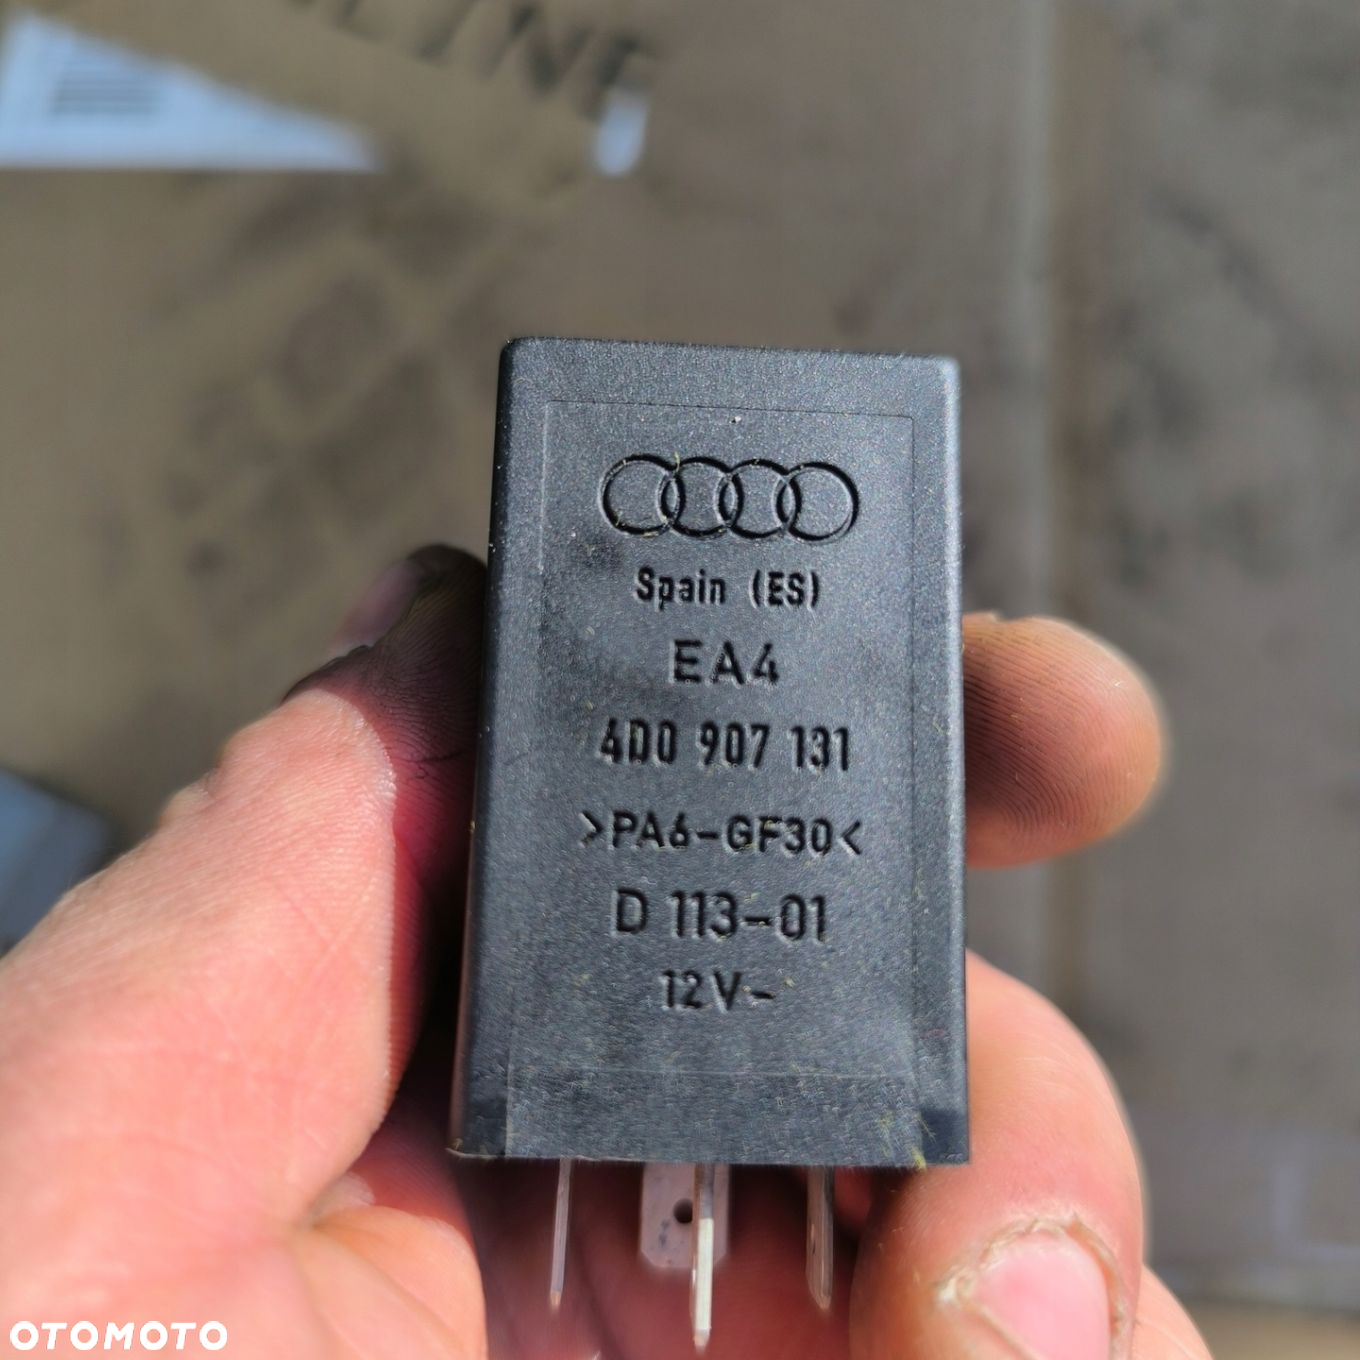 Spain (ES)
EA4
4D0 907 131
>PA6-GF30<
D 113-01
12V-
OTOMOTO